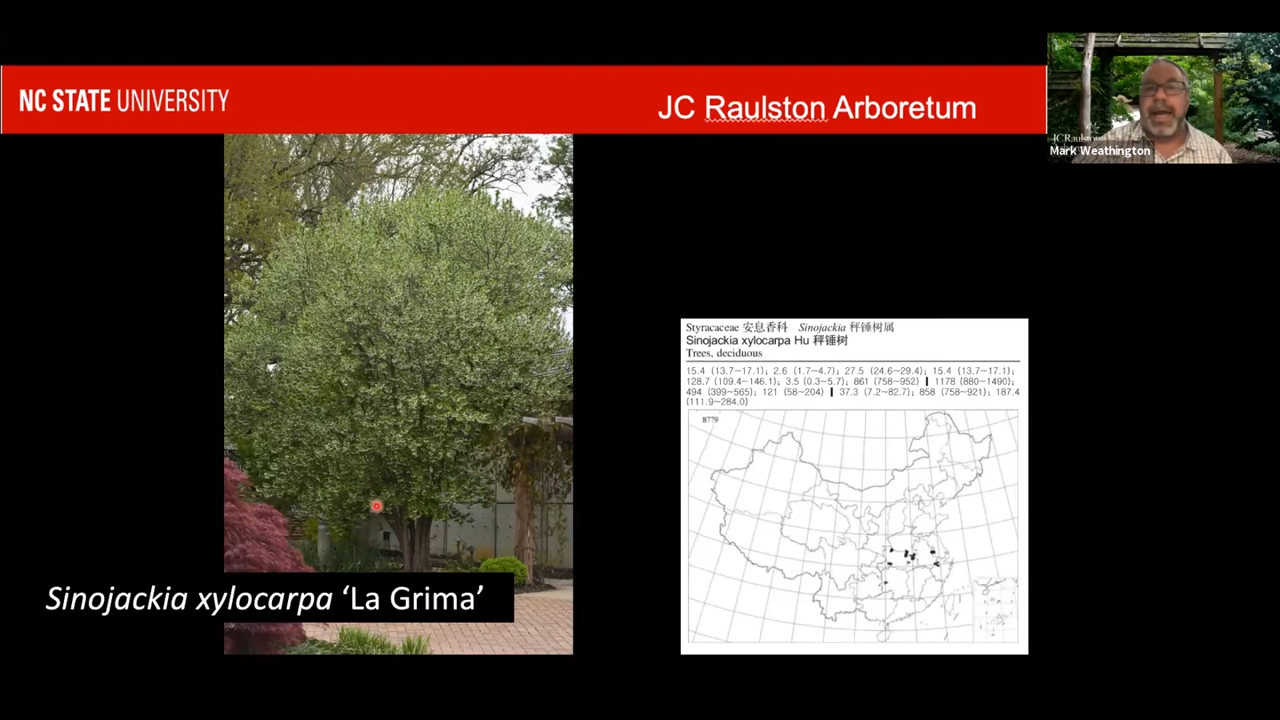 NC STATE UNIVERSITY
JC Raulston Arboretum
JCRaulston
Mark Weathington
Styracaceae 安息香科 Sinojackia 秤锤树属
Sinojackia xylocarpa Hu 秤锤树
Trees, deciduous
15.4 (13.7~17.1); 2.6 (1.7~4.7); 27.5 (24.6~29.4); 15.4 (13.7~17.1);
128.7 (109.4~146.1); 3.5 (0.3~5.7); 861 (758~952) ❙ 1178 (880~1490);
494 (399~565); 121 (58~204) ❙ 37.3 (7.2~82.7); 858 (758~921); 187.4
(111.9~284.0)
8779
Sinojackia xylocarpa ‘La Grima’